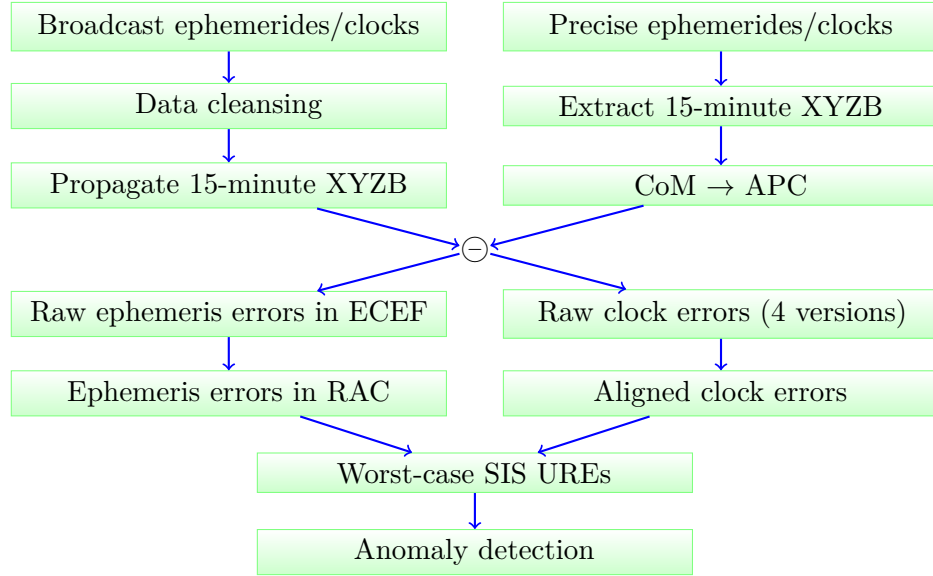 Broadcast ephemerides/clocks
Precise ephemerides/clocks
Data cleansing
Extract 15-minute XYZB
Propagate 15-minute XYZB
CoM → APC
−
Raw ephemeris errors in ECEF
Raw clock errors (4 versions)
Ephemeris errors in RAC
Aligned clock errors
Worst-case SIS UREs
Anomaly detection